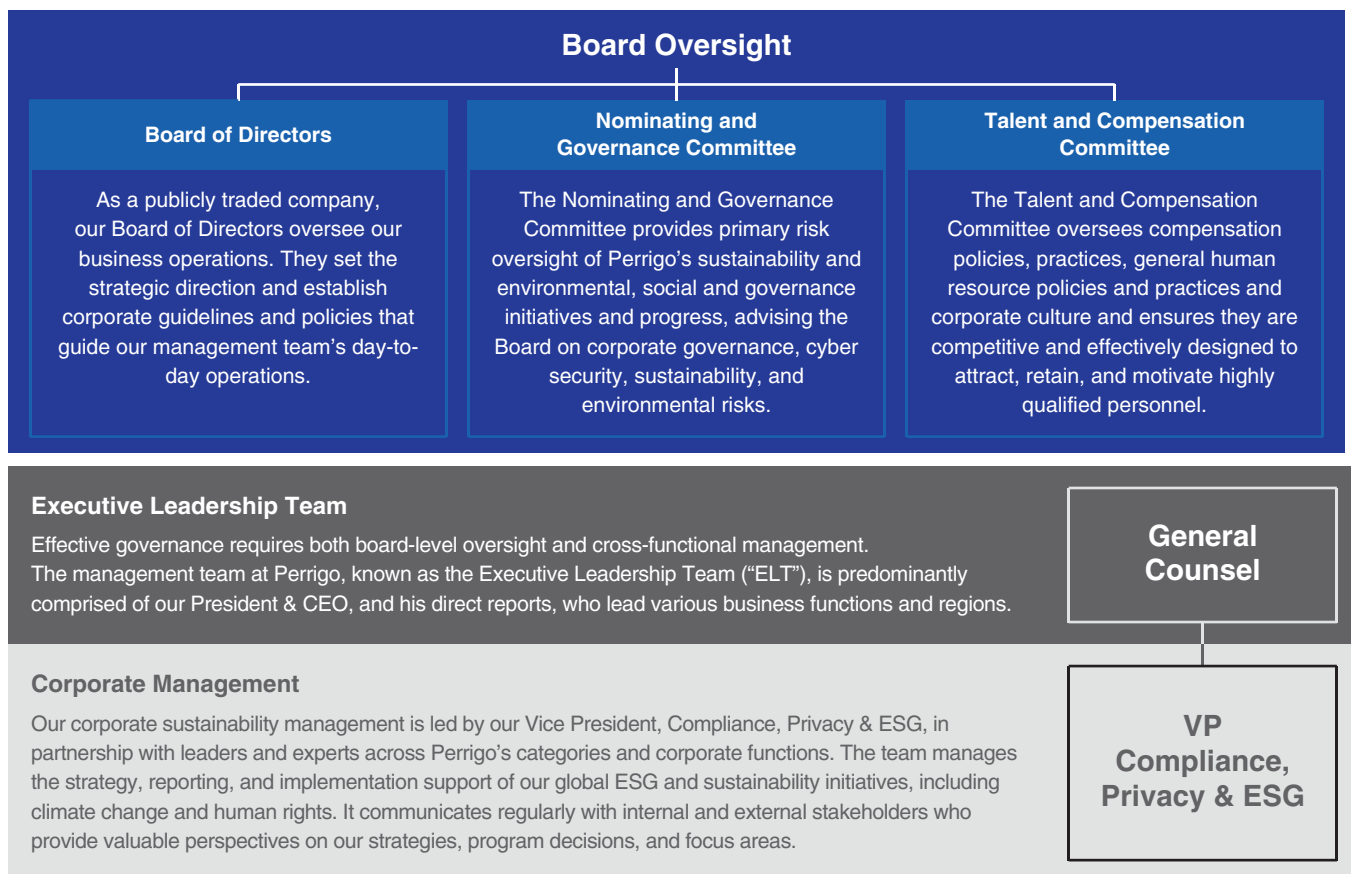 Board Oversight
Board of Directors
As a publicly traded company,
our Board of Directors oversee our
business operations. They set the
strategic direction and establish
corporate guidelines and policies that
guide our management team's day-to-
day operations.
Nominating and
Governance Committee
The Nominating and Governance
Committee provides primary risk
oversight of Perrigo's sustainability and
environmental, social and governance
initiatives and progress, advising the
Board on corporate governance, cyber
security, sustainability, and
environmental risks.
Talent and Compensation
Committee
The Talent and Compensation
Committee oversees compensation
policies, practices, general human
resource policies and practices and
corporate culture and ensures they are
competitive and effectively designed to
attract, retain, and motivate highly
qualified personnel.
Executive Leadership Team
Effective governance requires both board-level oversight and cross-functional management.
The management team at Perrigo, known as the Executive Leadership Team (“ELT”), is predominantly
comprised of our President & CEO, and his direct reports, who lead various business functions and regions.
General
Counsel
Corporate Management
Our corporate sustainability management is led by our Vice President, Compliance, Privacy & ESG, in
partnership with leaders and experts across Perrigo's categories and corporate functions. The team manages
the strategy, reporting, and implementation support of our global ESG and sustainability initiatives, including
climate change and human rights. It communicates regularly with internal and external stakeholders who
provide valuable perspectives on our strategies, program decisions, and focus areas.
VP
Compliance,
Privacy & ESG